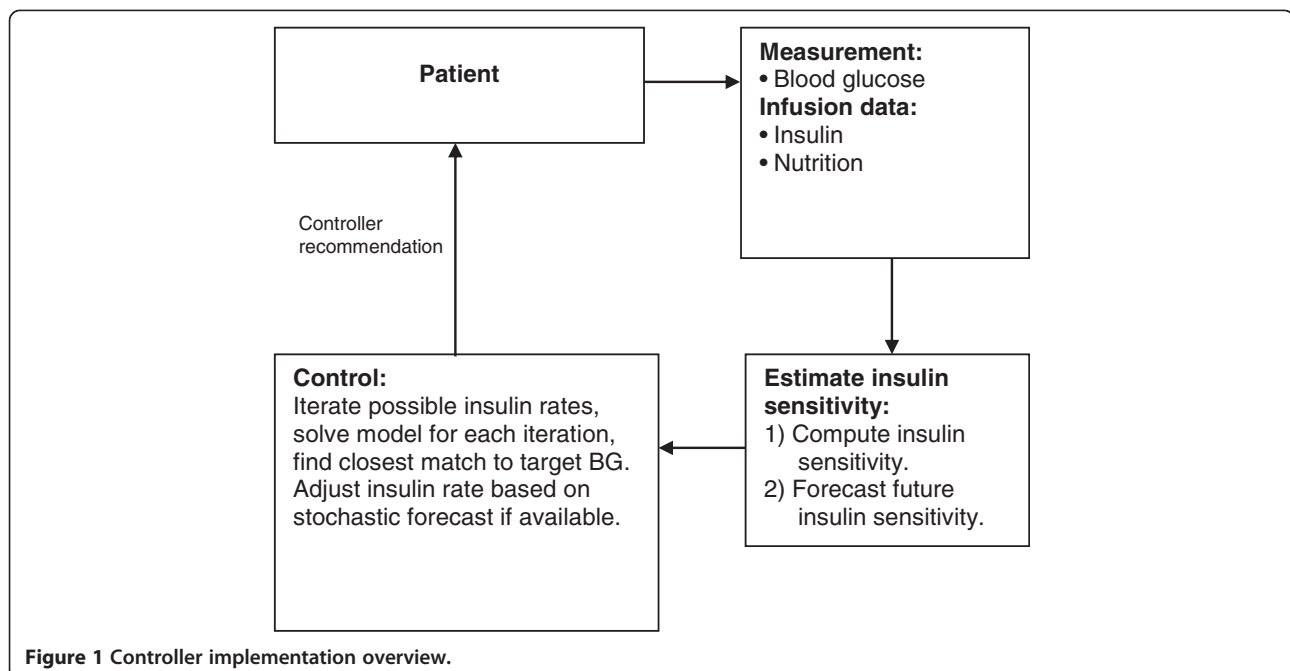 Patient
Measurement:
• Blood glucose
Infusion data:
• Insulin
• Nutrition
Controller
recommendation
Control:
Iterate possible insulin rates,
solve model for each iteration,
find closest match to target BG.
Adjust insulin rate based on
stochastic forecast if available.
Estimate insulin
sensitivity:
1) Compute insulin
sensitivity.
2) Forecast future
insulin sensitivity.
Figure 1 Controller implementation overview.